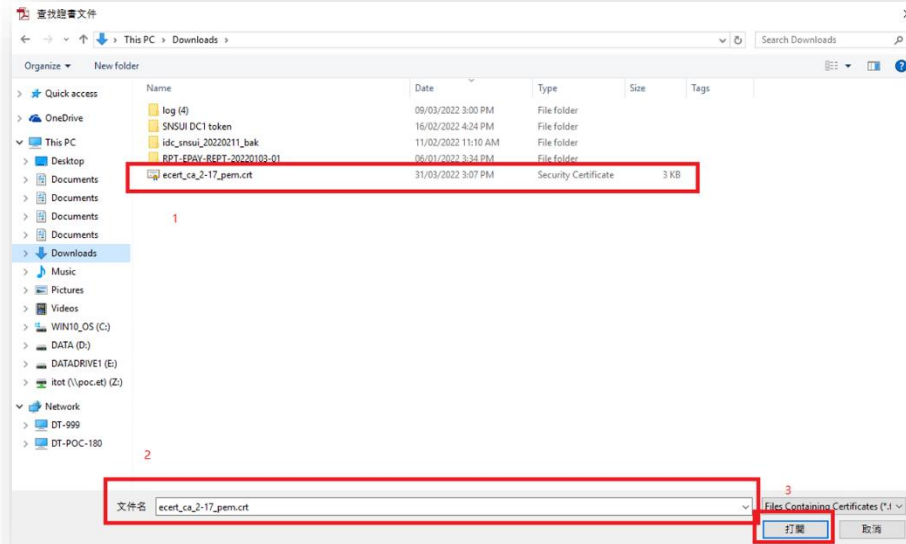 查找證書文件
This PC > Downloads >
Search Downloads
Organize
New folder
Name Date Type Size Tags
Quick access
OneDrive
This PC
Desktop
Documents
Documents
Documents
Documents
Downloads
Music
Pictures
Videos
WIN10_OS (C:)
DATA (D:)
DATADRIVE1 (E:)
itot (\\poc.et) (Z:)
Network
DT-999
DT-POC-180
log (4) 09/03/2022 3:00 PM File folder
SNSUI DC1 token 16/02/2022 4:24 PM File folder
idc_snsui_20220211_bak 11/02/2022 11:10 AM File folder
RPT-EPAY-REPT-20220103-01 06/01/2022 3:34 PM File folder
ecert_ca_2-17_pem.crt 31/03/2022 3:07 PM Security Certificate 3 KB
1
2
文件名 ecert_ca_2-17_pem.crt
3
Files Containing Certificates (*.f
打開 取消